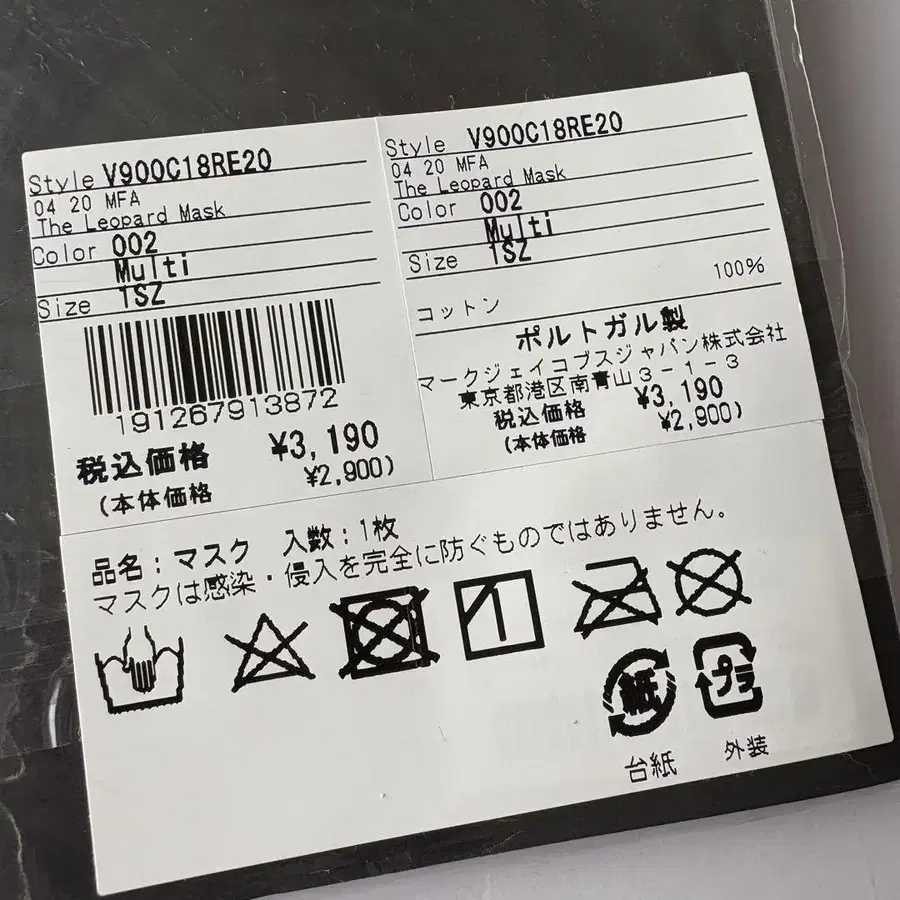 Style V900C18RE20
04 20 MFA
The Leopard Mask
Color 002
Multi
Size 1SZ
191267913872
税込価格 ¥3,190
(本体価格 ¥2,900)
Style V900C18RE20
04 20 MFA
The Leopard Mask
Color 002
Multi
Size 1SZ
100%
コットン
ポルトガル製
マークジェイコブスジャパン株式会社
東京都港区南青山3-1-3
税込価格 ¥3,190
(本体価格 ¥2,900)
品名:マスク 入数:1枚
マスクは感染・侵入を完全に防ぐものではありません。
紙 プラ
台紙 外装